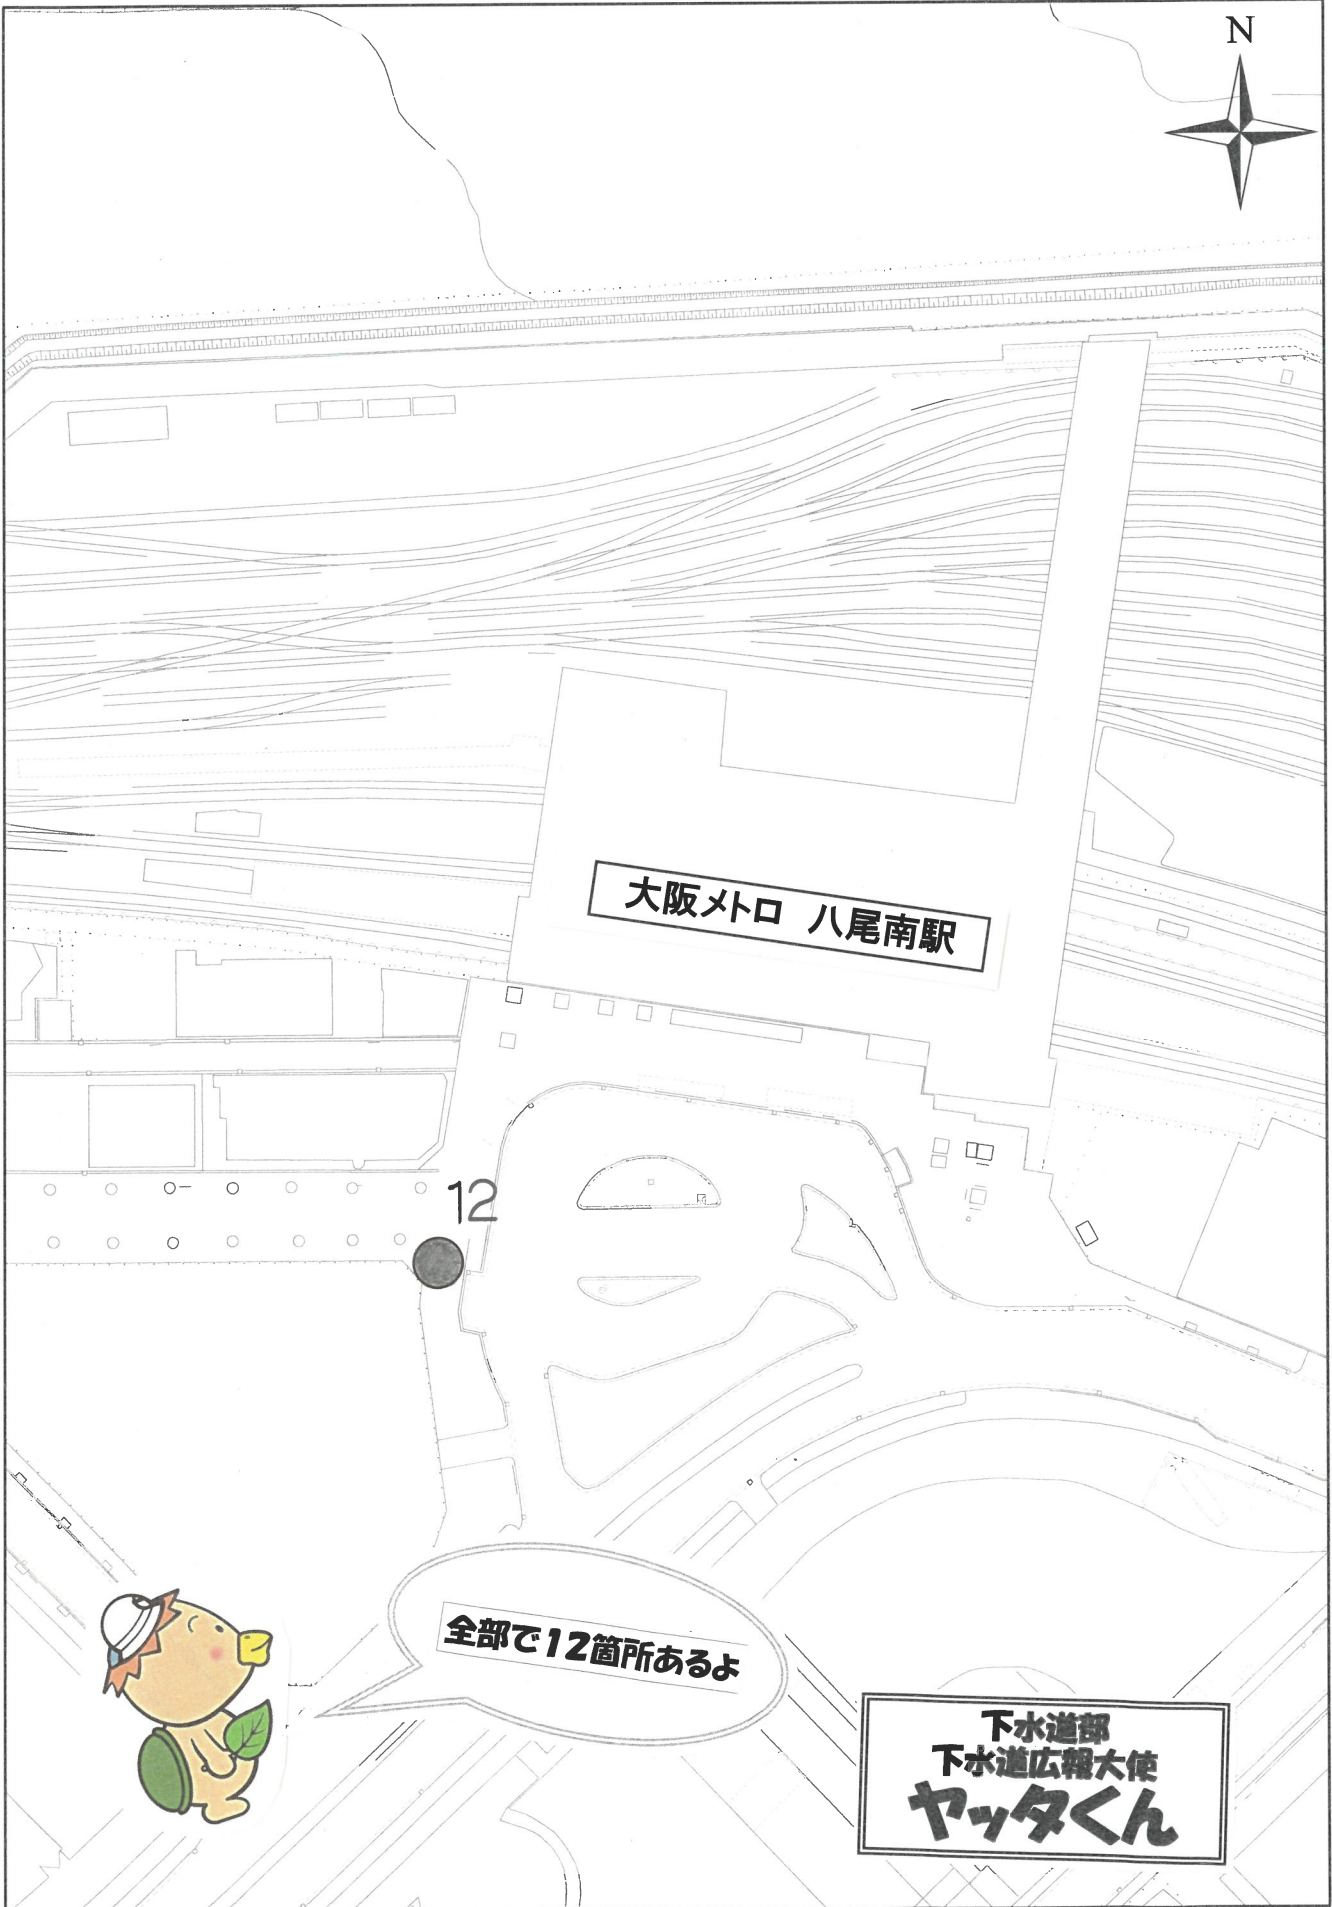 N
大阪メトロ 八尾南駅
12
全部で12箇所あるよ
下水道部
下水道広報大使
ヤッタくん